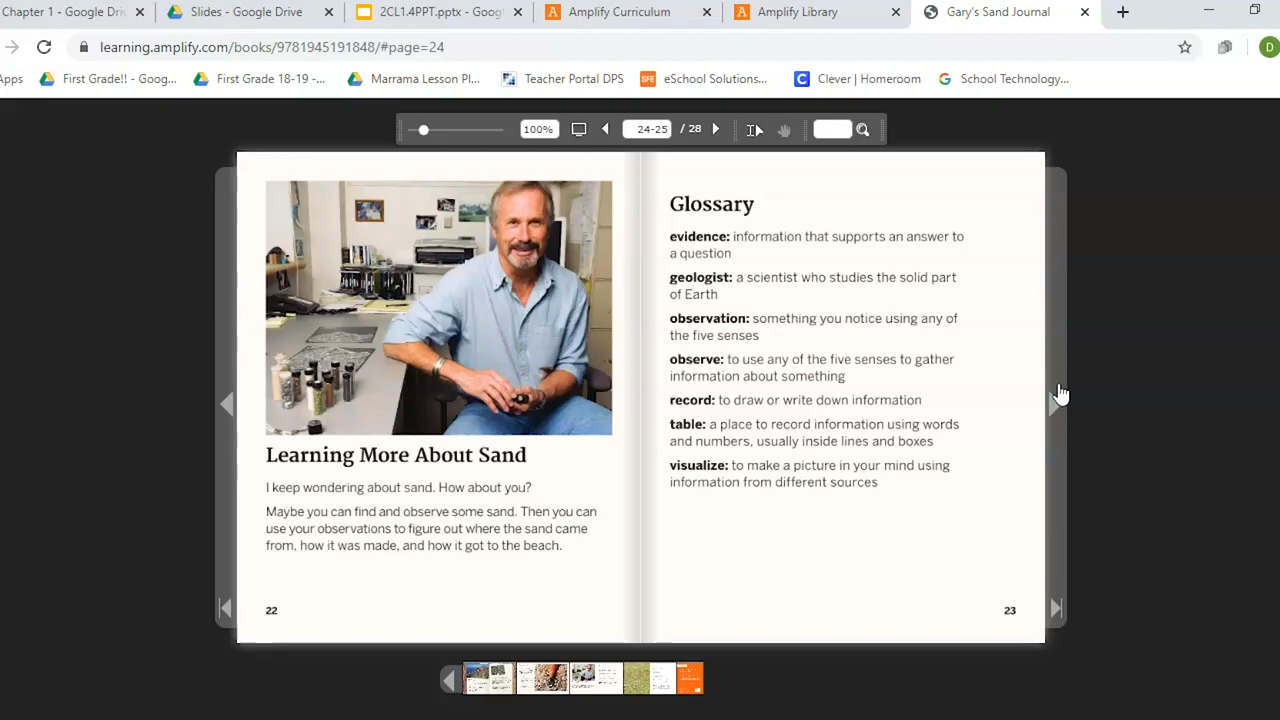 Chapter 1 - Google Driv
Slides - Google Drive
2CL1.4PPT.pptx - Goog
Amplify Curriculum
Amplify Library
Gary's Sand Journal
learning.amplify.com/books/9781945191848/#page=24
D
Apps
First Grade!! - Goog...
First Grade 18-19 -...
Marrama Lesson Pl...
Teacher Portal DPS
SFE
eSchool Solutions...
Clever | Homeroom
School Technology...
100%
24-25 / 28
Learning More About Sand
I keep wondering about sand. How about you?
Maybe you can find and observe some sand. Then you can
use your observations to figure out where the sand came
from, how it was made, and how it got to the beach.
22
Glossary
evidence: information that supports an answer to
a question
geologist: a scientist who studies the solid part
of Earth
observation: something you notice using any of
the five senses
observe: to use any of the five senses to gather
information about something
record: to draw or write down information
table: a place to record information using words
and numbers, usually inside lines and boxes
visualize: to make a picture in your mind using
information from different sources
23